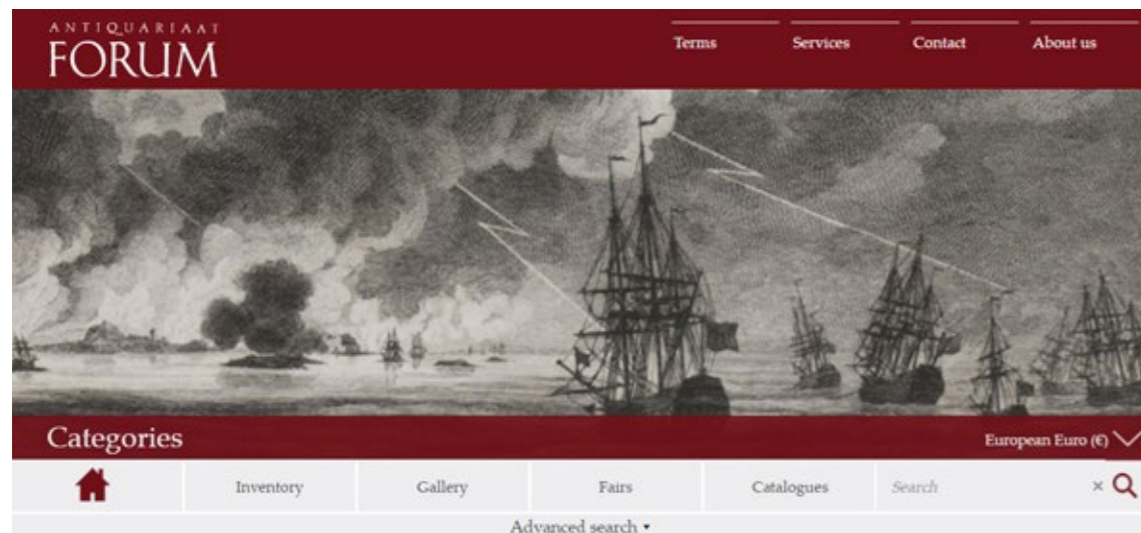 ANTIQUARIAAT
FORUM
Terms Services Contact About us
Categories
European Euro (€)
Inventory Gallery Fairs Catalogues Search ×
Advanced search ▾